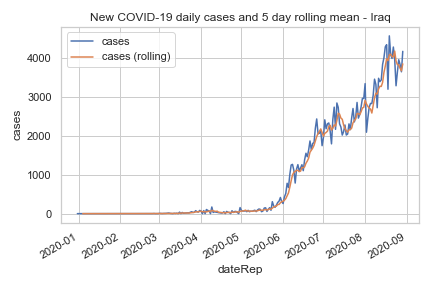 New COVID-19 daily cases and 5 day rolling mean - Iraq
cases
cases (rolling)
4000
3000
2000
1000
0
cases
2020-01
2020-02
2020-03
2020-04
2020-05
2020-06
2020-07
2020-08
2020-09
dateRep